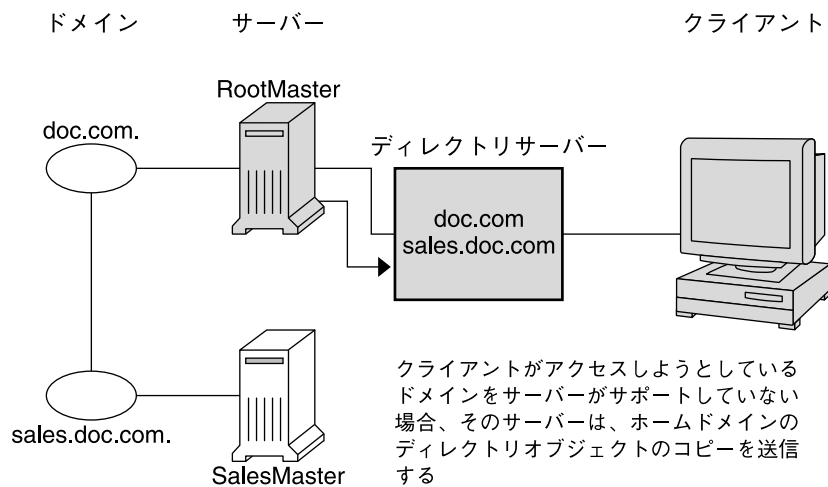 ドメイン
サーバー
クライアント
RootMaster
doc.com.
ディレクトリサーバー
doc.com
sales.doc.com
sales.doc.com.
SalesMaster
クライアントがアクセスしようとしている
ドメインをサーバーがサポートしていない
場合、そのサーバーは、ホームドメインの
ディレクトリオブジェクトのコピーを送信
する